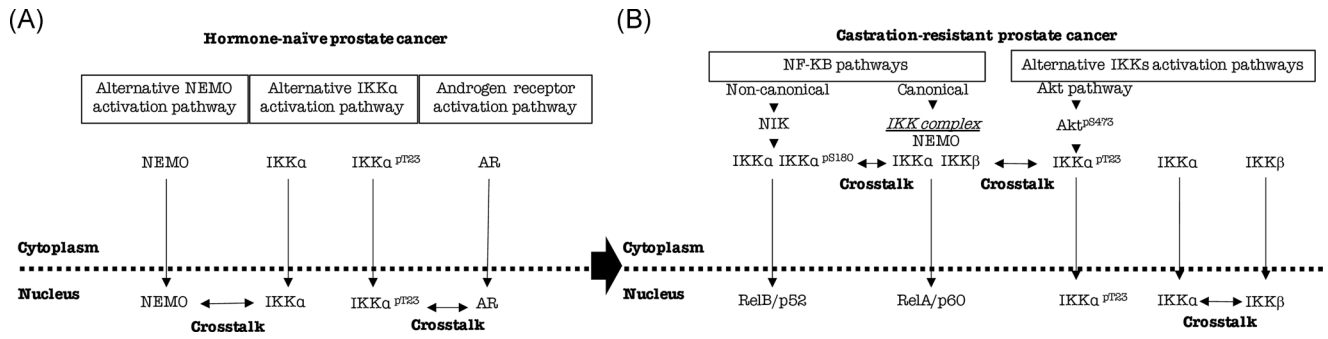 (A)
Hormone-naïve prostate cancer
Alternative NEMO
activation pathway
Alternative IKKα
activation pathway
Androgen receptor
activation pathway
NEMO IKKα IKKα pT23 AR
Cytoplasm
Nucleus
NEMO IKKα IKKα pT23 AR
Crosstalk Crosstalk
(B)
Castration-resistant prostate cancer
NF-KB pathways
Alternative IKKs activation pathways
Non-canonical Canonical Akt pathway
NIK IKK complex Akt pS473
NEMO
IKKα IKKα pS180 IKKα IKKβ IKKα pT23 IKKα IKKβ
Crosstalk Crosstalk
Cytoplasm
Nucleus
RelB/p52 RelA/p60 IKKα pT23 IKKα IKKβ
Crosstalk